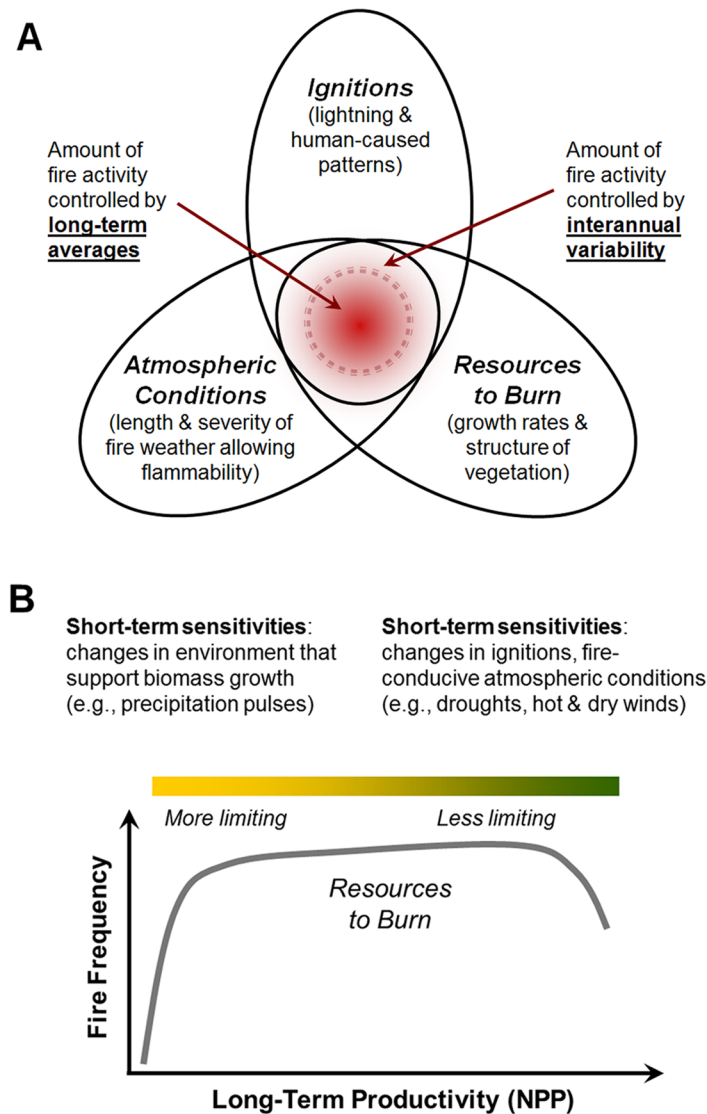 A
Ignitions
(lightning &
human-caused
patterns)
Amount of
fire activity
controlled by
long-term
averages
Amount of
fire activity
controlled by
interannual
variability
Atmospheric
Conditions
(length & severity of
fire weather allowing
flammability)
Resources
to Burn
(growth rates &
structure of
vegetation)
B
Short-term sensitivities:
changes in environment that
support biomass growth
(e.g., precipitation pulses)
Short-term sensitivities:
changes in ignitions, fire-
conducive atmospheric conditions
(e.g., droughts, hot & dry winds)
More limiting
Less limiting
Resources
to Burn
Fire Frequency
Long-Term Productivity (NPP)